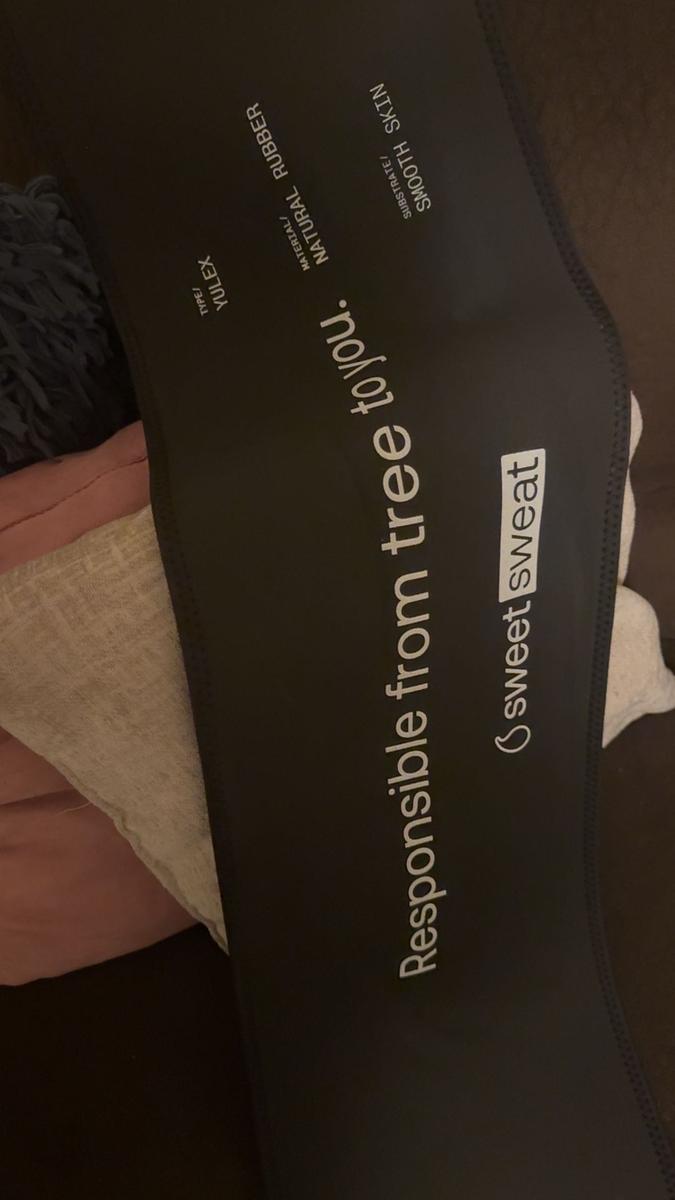 TYPE/
YULEX
MATERIAL/
NATURAL RUBBER
SUBSTRATE/
SMOOTH SKIN
Responsible from tree to you.
sweet sweat